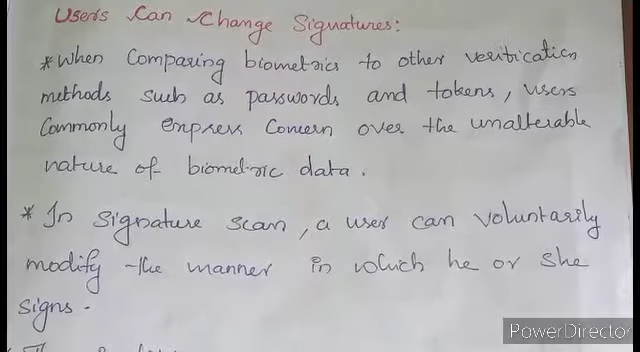 Users Can Change Signatures:
* When Comparing biometrics to other verification
methods such as passwords and tokens, users
Commonly express Concern over the unalterable
nature of biometric data.
* In Signature scan, a user can voluntarily
modify the manner in which he or she
signs.
PowerDirector